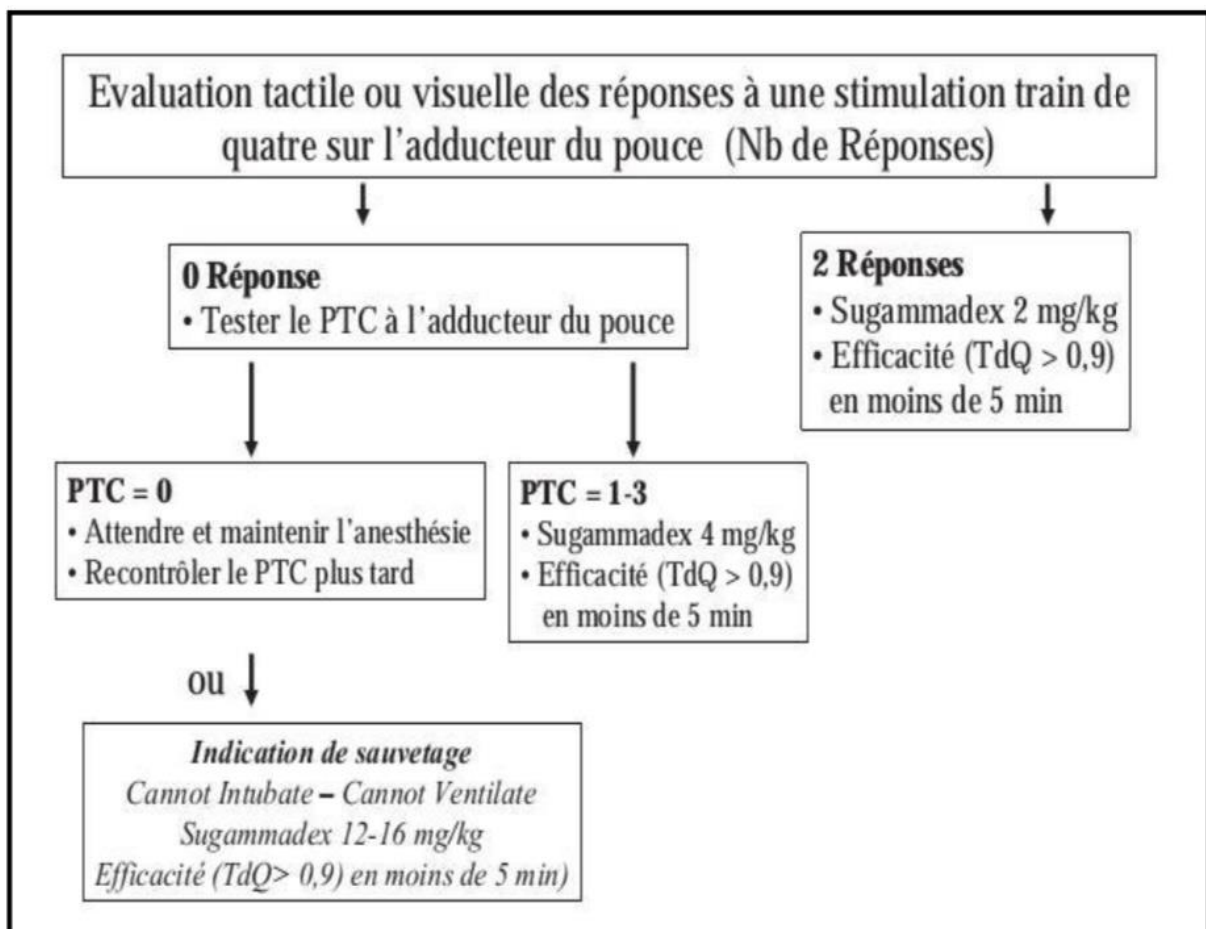 Evaluation tactile ou visuelle des réponses à une stimulation train de
quatre sur l'adducteur du pouce (Nb de Réponses)
0 Réponse
• Tester le PTC à l'adducteur du pouce
2 Réponses
• Sugammadex 2 mg/kg
• Efficacité (TdQ > 0,9)
en moins de 5 min
PTC = 0
• Attendre et maintenir l'anesthésie
• Recontrôler le PTC plus tard
PTC = 1-3
• Sugammadex 4 mg/kg
• Efficacité (TdQ > 0,9)
en moins de 5 min
ou
Indication de sauvetage
Cannot Intubate – Cannot Ventilate
Sugammadex 12-16 mg/kg
Efficacité (TdQ> 0,9) en moins de 5 min)